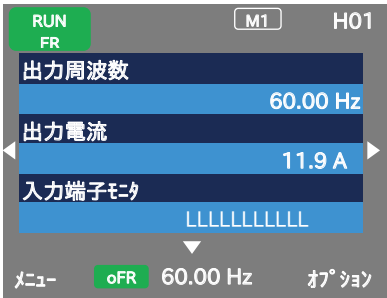 RUN M1 H01
FR
出力周波数
60.00 Hz
出力電流
11.9 A
入力端子ﾓﾆﾀ
LLLLLLLLLLL
ﾒﾆｭｰ oFR 60.00 Hz ｵﾌﾟｼｮﾝ